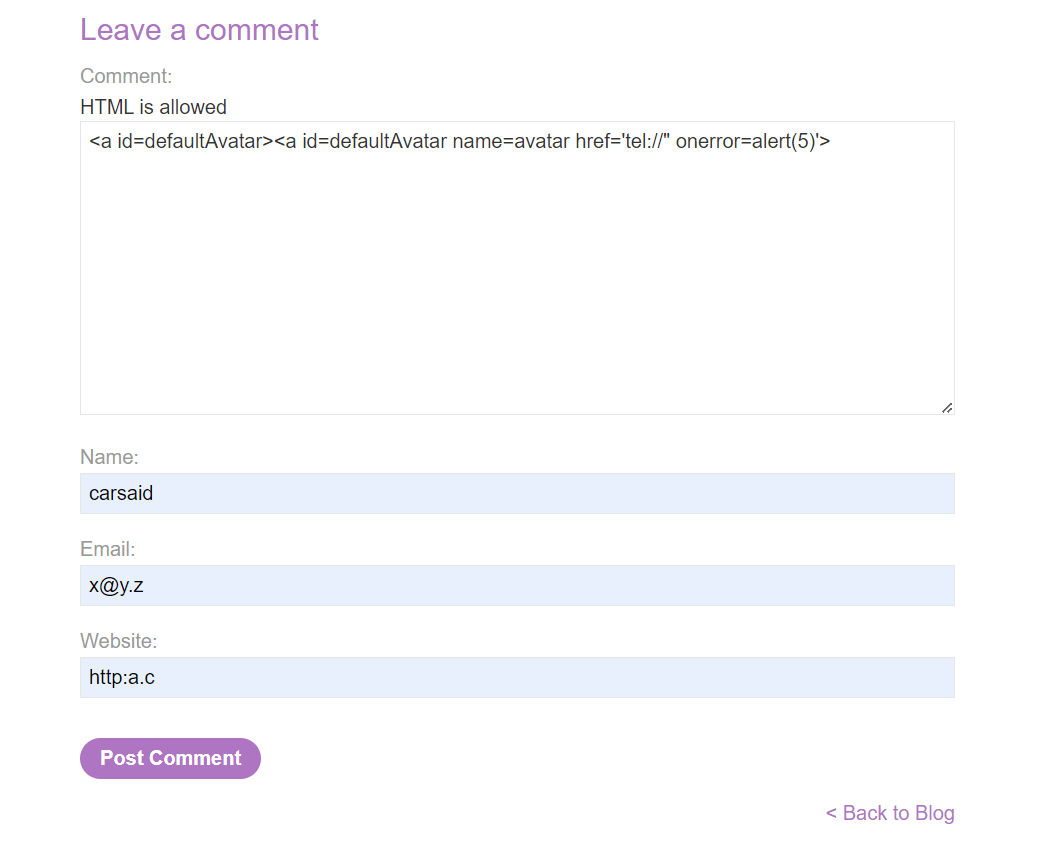 Leave a comment
Comment:
HTML is allowed
<a id=defaultAvatar><a id=defaultAvatar name=avatar href='tel://" onerror=alert(5)'>
Name:
carsaid
Email:
x@y.z
Website:
http:a.c
Post Comment
< Back to Blog